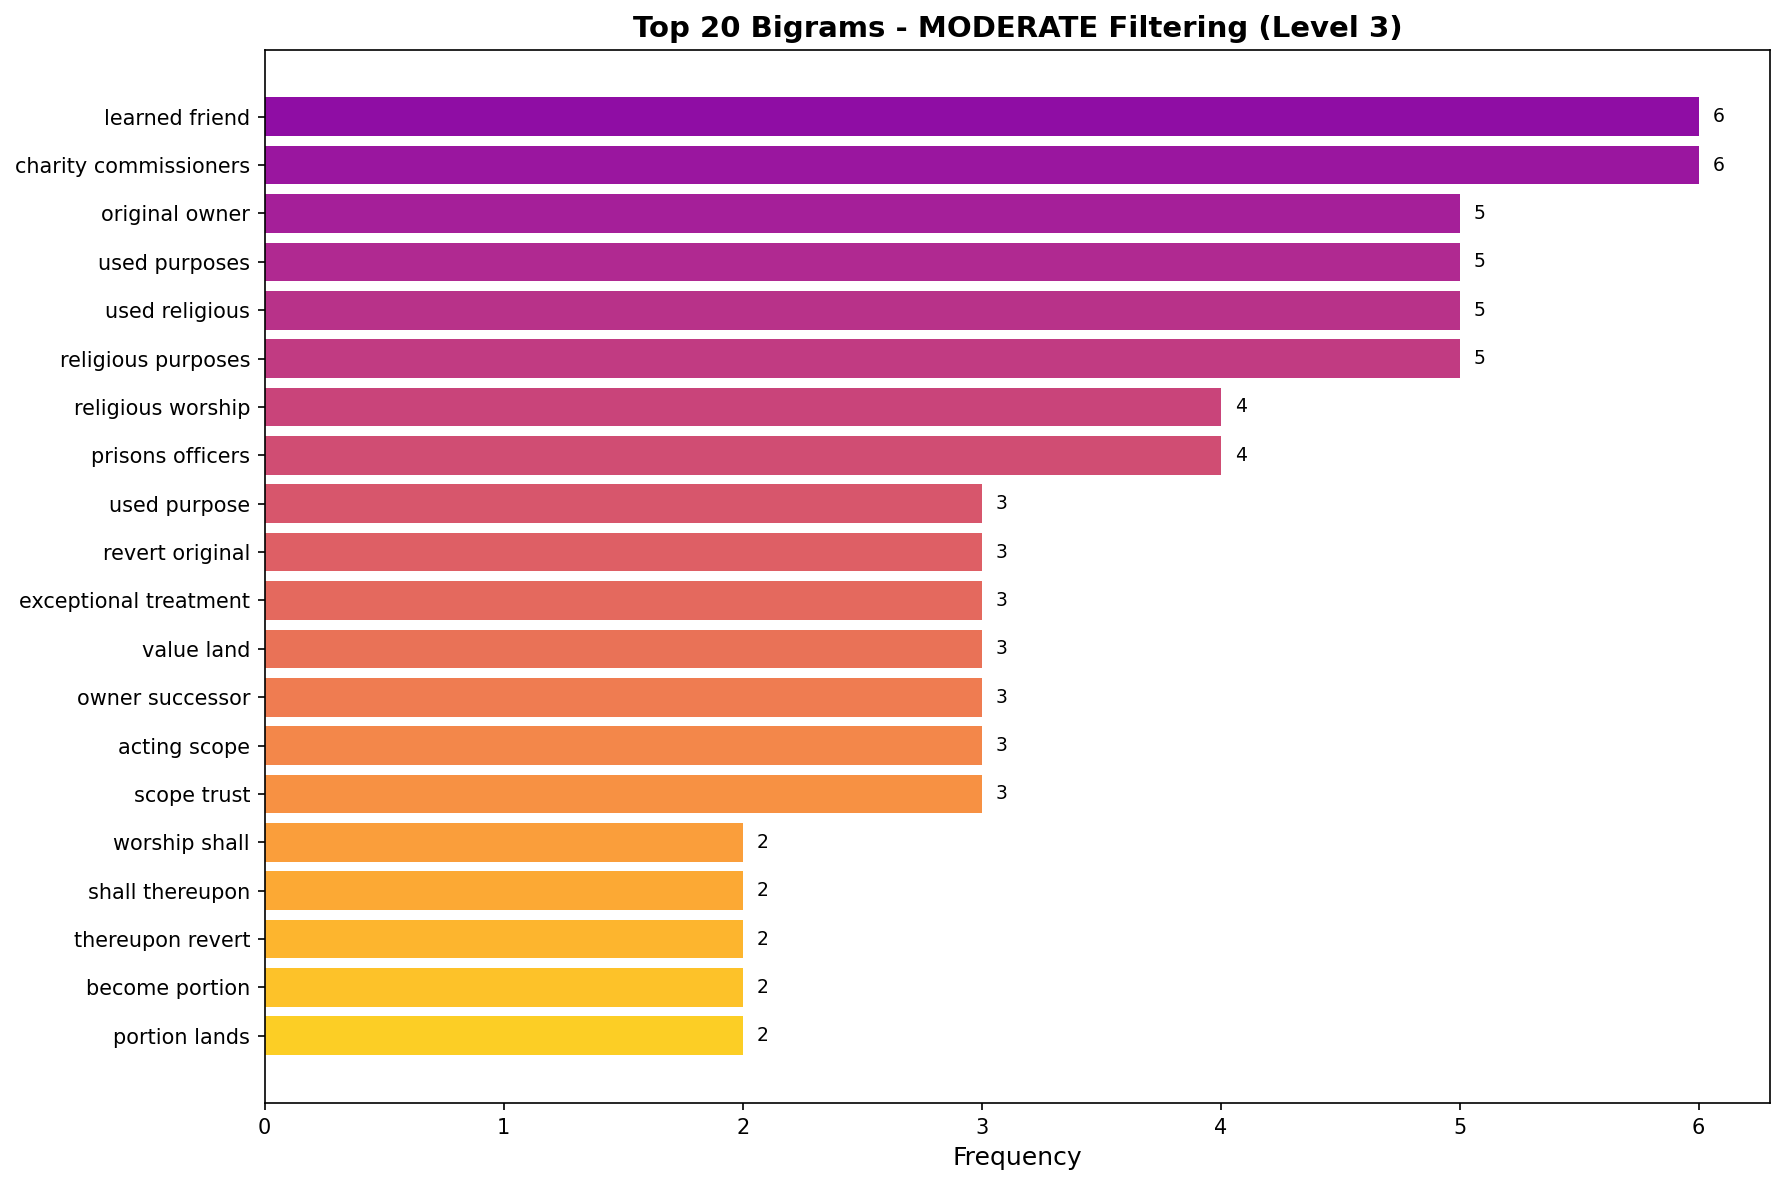 Top 20 Bigrams - MODERATE Filtering (Level 3)
learned friend 6
charity commissioners 6
original owner 5
used purposes 5
used religious 5
religious purposes 5
religious worship 4
prisons officers 4
used purpose 3
revert original 3
exceptional treatment 3
value land 3
owner successor 3
acting scope 3
scope trust 3
worship shall 2
shall thereupon 2
thereupon revert 2
become portion 2
portion lands 2
0 1 2 3 4 5 6
Frequency